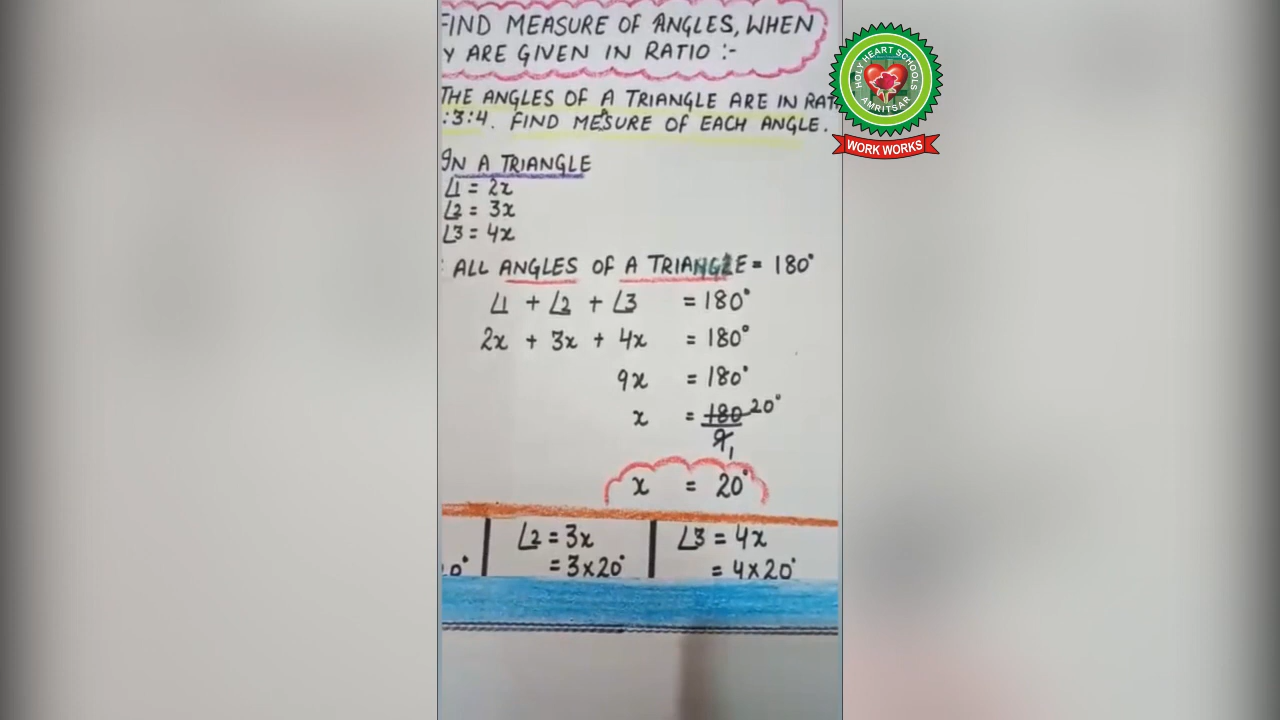 FIND MEASURE OF ANGLES, WHEN
Y ARE GIVEN IN RATIO :-
THE ANGLES OF A TRIANGLE ARE IN RAT
:3:4. FIND MESURE OF EACH ANGLE.
IN A TRIANGLE
∠1 = 2x
∠2 = 3x
∠3 = 4x
: ALL ANGLES OF A TRIANGLE = 180°
∠1 + ∠2 + ∠3 = 180°
2x + 3x + 4x = 180°
9x = 180°
x = 180/9 20° 1
x = 20°
∠2 = 3x
= 3×20°
∠3 = 4x
= 4×20°
0°
HOLY HEART SCHOOLS
AMRITSAR
WORK WORKS